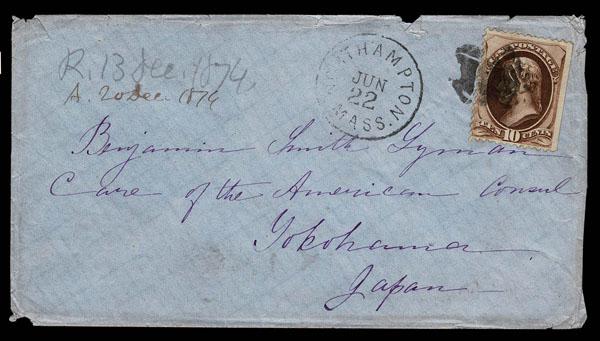 R. 13 Dec. 1874,
A. 20 Dec. 1874
NORTHAMPTON
JUN
22
MASS.
U.S. POSTAGE
TEN 10 CENTS
Benjamin Smith Lyman
Care of the American Consul
Yokohama
Japan